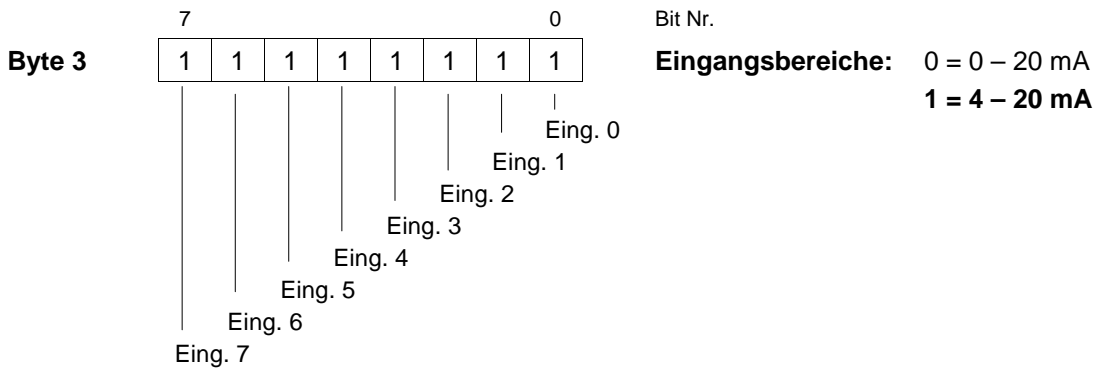 7 0 Bit Nr.
Byte 3 1 1 1 1 1 1 1 1 Eingangsbereiche: 0 = 0 – 20 mA
1 = 4 – 20 mA
Eing. 0
Eing. 1
Eing. 2
Eing. 3
Eing. 4
Eing. 5
Eing. 6
Eing. 7